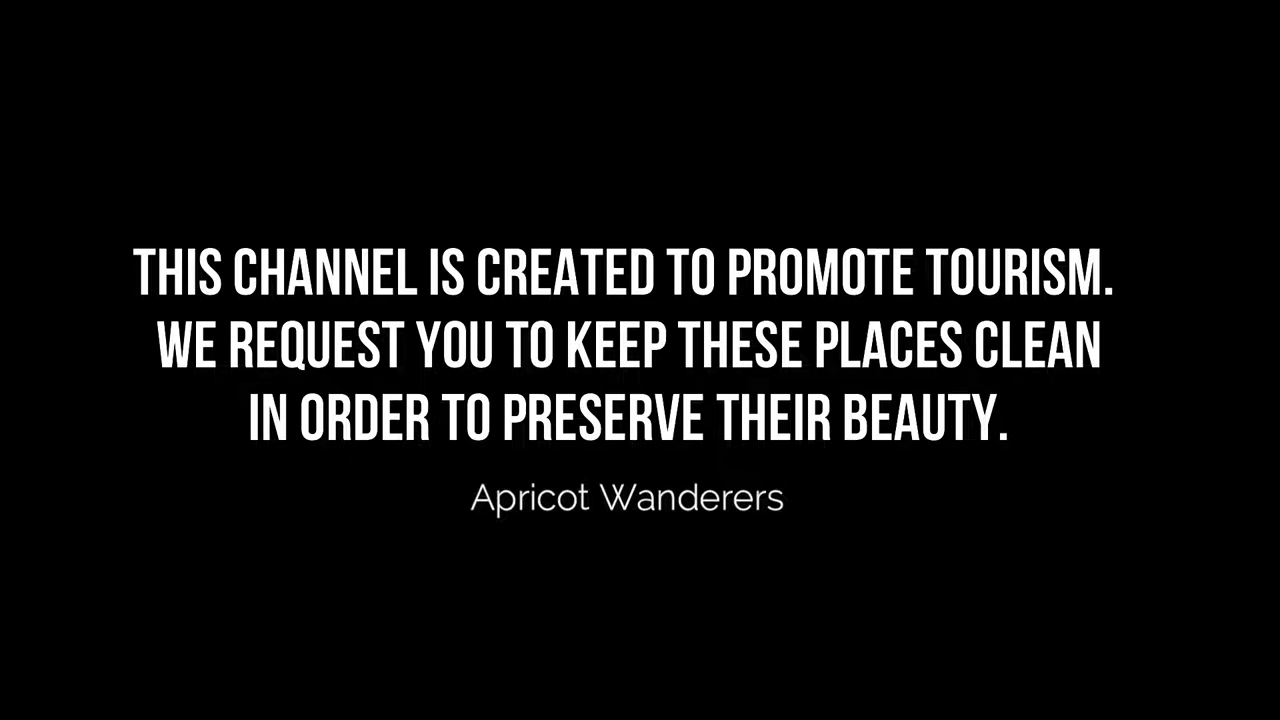 THIS CHANNEL IS CREATED TO PROMOTE TOURISM.
WE REQUEST YOU TO KEEP THESE PLACES CLEAN
IN ORDER TO PRESERVE THEIR BEAUTY.
Apricot Wanderers